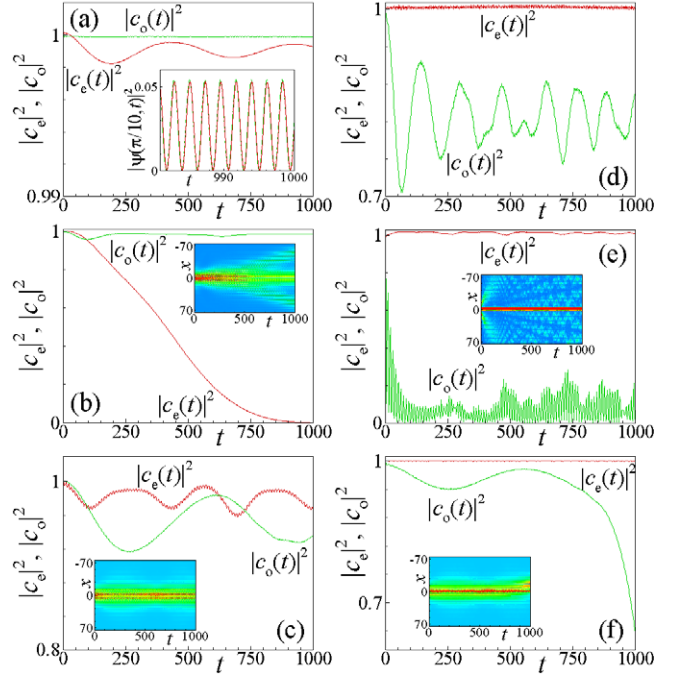 (a)
|c_o(t)|^2
|c_e(t)|^2
|c_e|^2, |c_o|^2
1
0.99
0 250 500 750 1000
t
|ψ(π/10,t)|^2
0.05
0
t 990 1000
(d)
|c_e(t)|^2
|c_o(t)|^2
|c_e|^2, |c_o|^2
1
0.7
0 250 500 750 1000
t
(b)
|c_o(t)|^2
|c_e(t)|^2
|c_e|^2, |c_o|^2
1
0
0 250 500 750 1000
t
-70
x
0
70
0 500 t 1000
(e)
|c_e(t)|^2
|c_o(t)|^2
|c_e|^2, |c_o|^2
1
0
0 250 500 750 1000
t
-70
x
0
70
0 500 t 1000
(c)
|c_e(t)|^2
|c_o(t)|^2
|c_e|^2, |c_o|^2
1
0.8
0 250 500 750 1000
t
-70
x
0
70
0 500 t 1000
(f)
|c_e(t)|^2
|c_o(t)|^2
|c_e|^2, |c_o|^2
1
0.7
0 250 500 750 1000
t
-70
x
0
70
0 500 t 1000